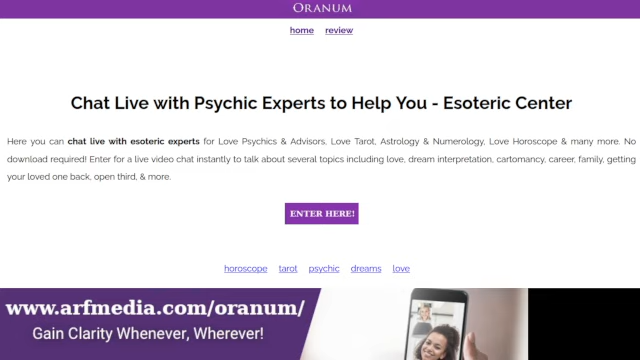 ORANUM
home review
Chat Live with Psychic Experts to Help You - Esoteric Center
Here you can chat live with esoteric experts for Love Psychics & Advisors, Love Tarot, Astrology & Numerology, Love Horoscope & many more. No
download required! Enter for a live video chat instantly to talk about several topics including love, dream interpretation, cartomancy, career, family, getting
your loved one back, open third, & more.
ENTER HERE!
horoscope tarot psychic dreams love
www.arfmedia.com/oranum/
Gain Clarity Whenever, Wherever!